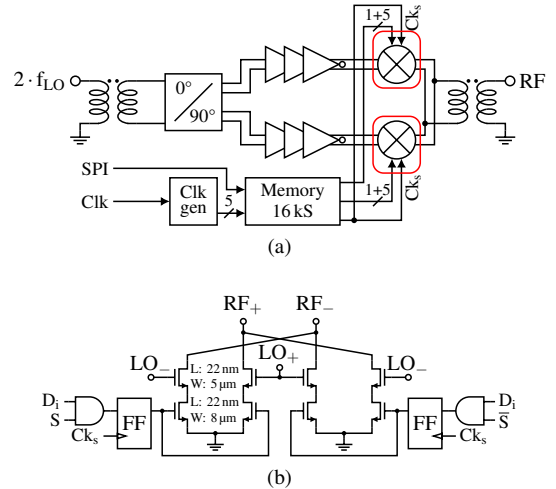 1+5
Ck_s
2 · f_LO
0°
90°
RF
SPI
Clk
Clk gen
5
Memory
16 kS
1+5
Ck_s
(a)
RF_+
RF_−
LO_−
LO_+
LO_−
L: 22 nm
W: 5 µm
L: 22 nm
W: 8 µm
D_i
S
Ck_s
FF
FF
D_i
S̅
Ck_s
(b)